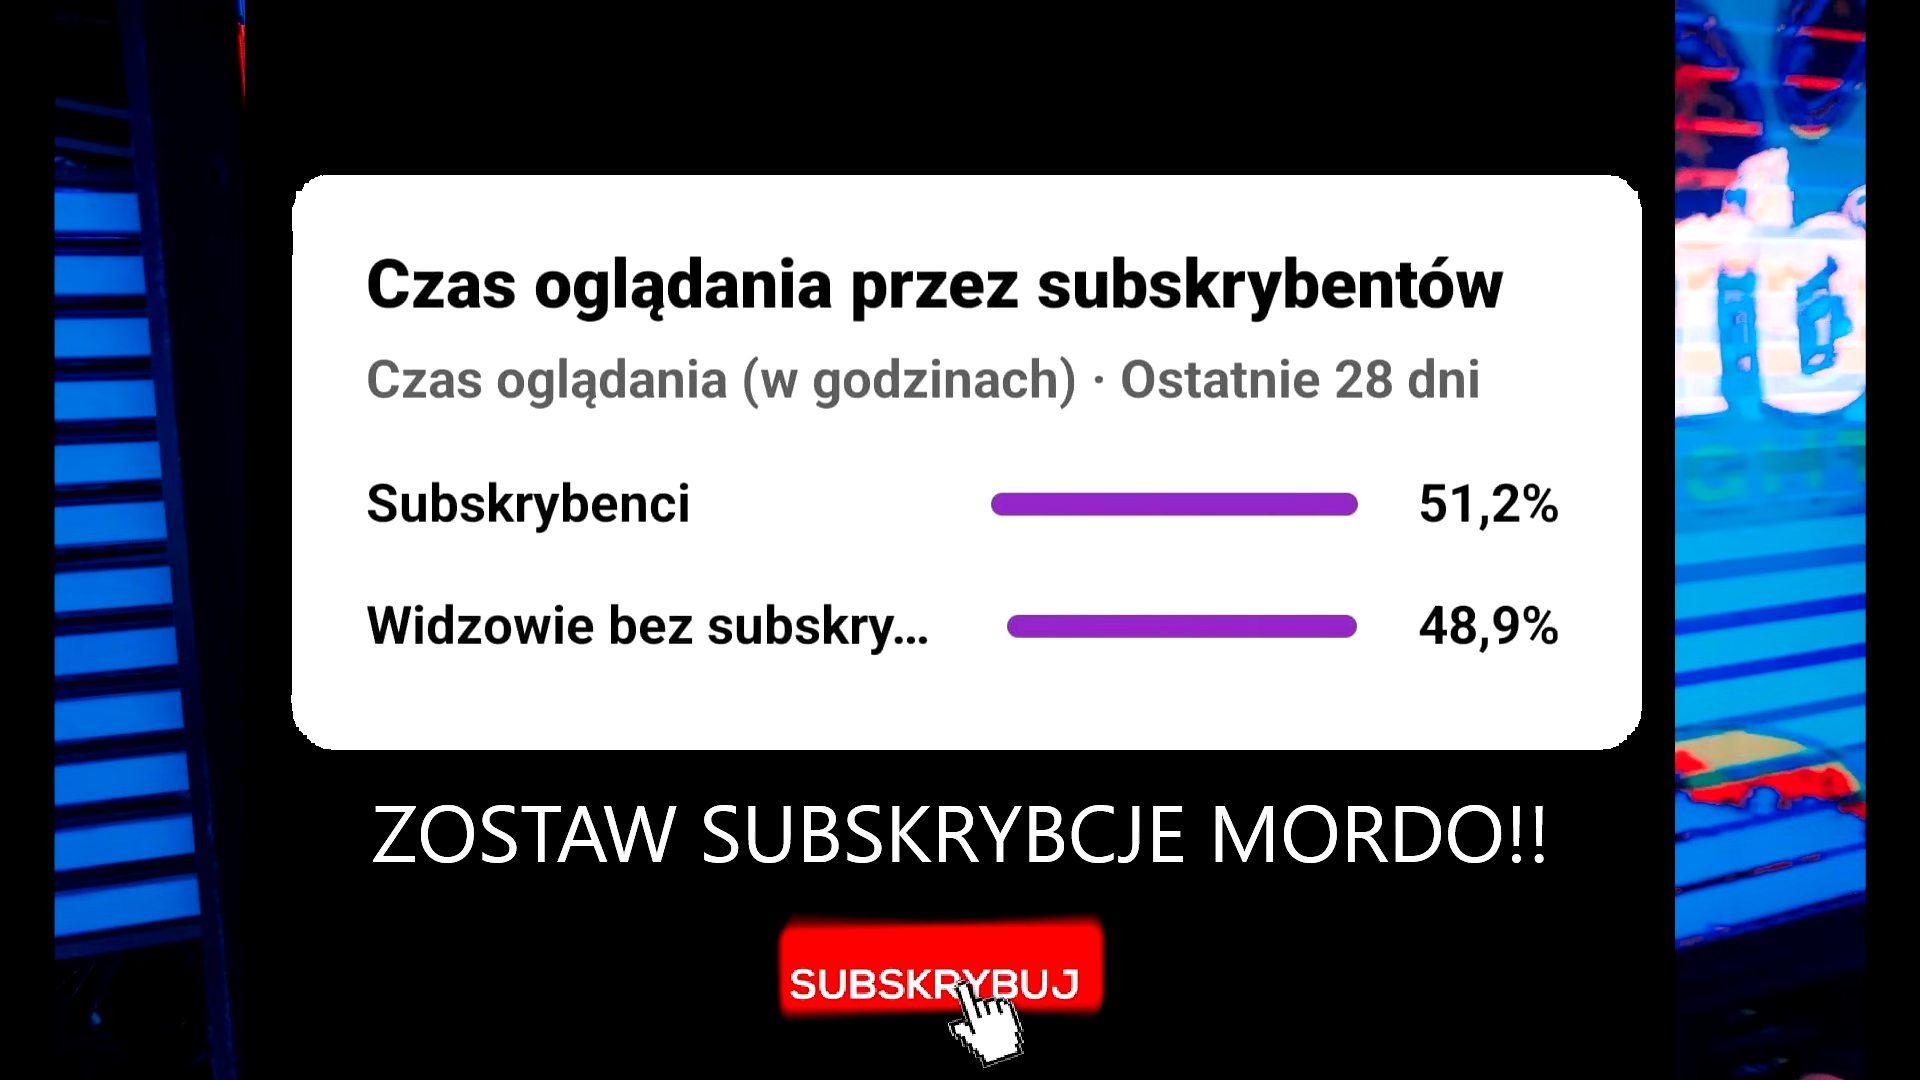 Czas oglądania przez subskrybentów
Czas oglądania (w godzinach) · Ostatnie 28 dni
Subskrybenci 51,2%
Widzowie bez subskry... 48,9%
ZOSTAW SUBSKRYBCJE MORDO!!
SUBSKRYBUJ